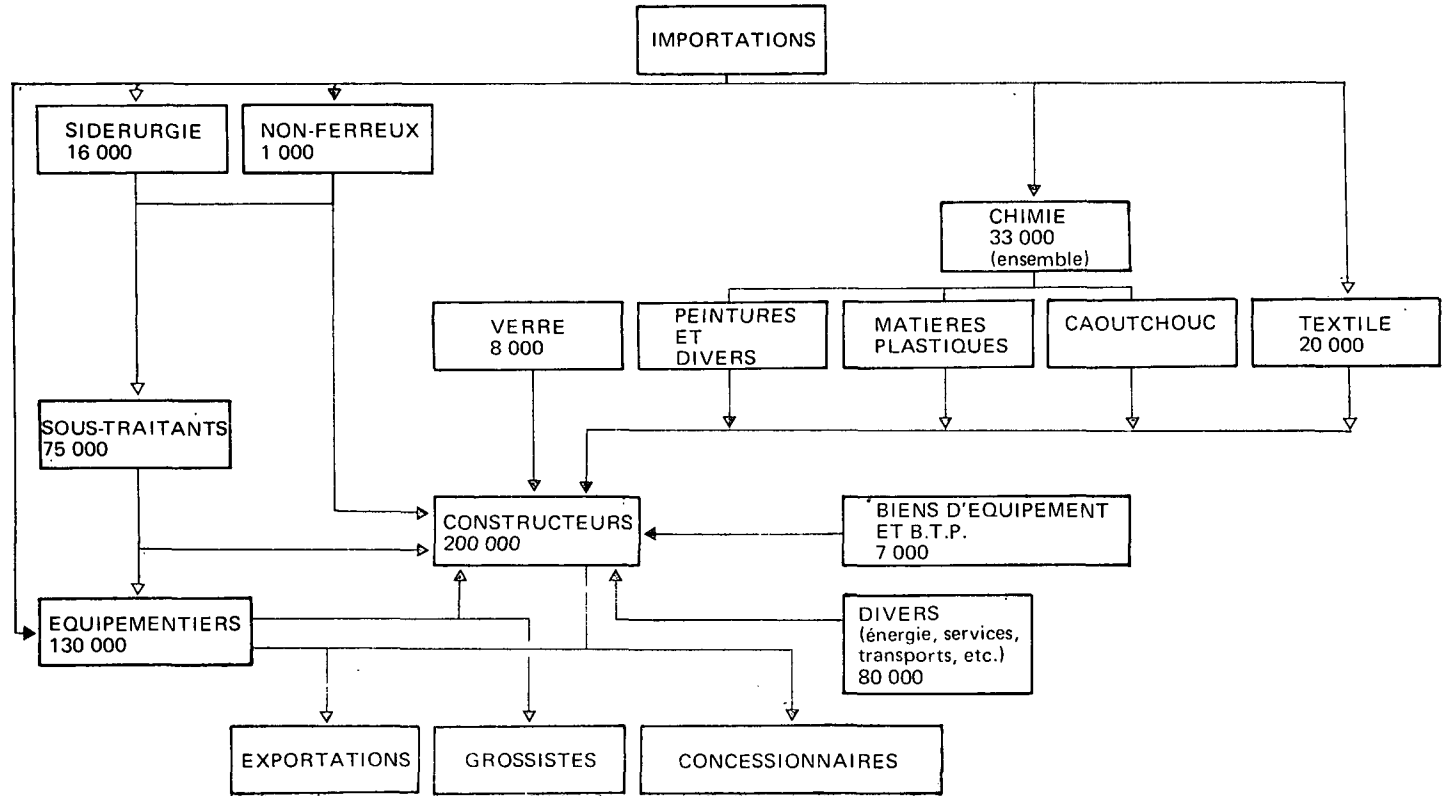 IMPORTATIONS
SIDERURGIE
16 000
NON-FERREUX
1 000
CHIMIE
33 000
(ensemble)
VERRE
8 000
PEINTURES
ET
DIVERS
MATIERES
PLASTIQUES
CAOUTCHOUC
TEXTILE
20 000
SOUS-TRAITANTS
75 000
CONSTRUCTEURS
200 000
BIENS D'EQUIPEMENT
ET B.T.P.
7 000
EQUIPEMENTIERS
130 000
DIVERS
(énergie, services,
transports, etc.)
80 000
EXPORTATIONS
GROSSISTES
CONCESSIONNAIRES